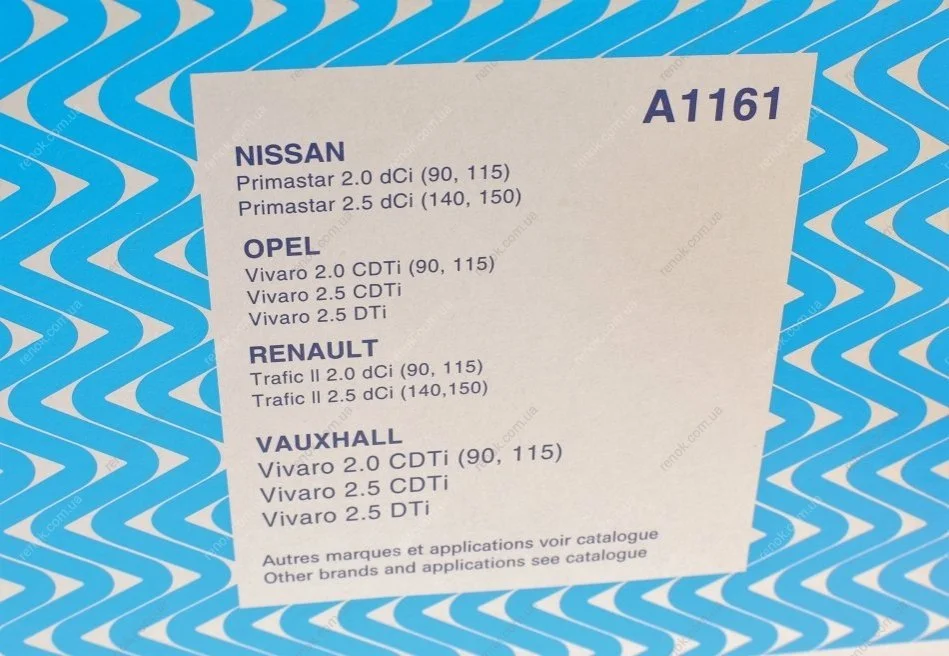 A1161
NISSAN
Primastar 2.0 dCi (90, 115)
Primastar 2.5 dCi (140, 150)
OPEL
Vivaro 2.0 CDTi (90, 115)
Vivaro 2.5 CDTi
Vivaro 2.5 DTi
RENAULT
Trafic II 2.0 dCi (90, 115)
Trafic II 2.5 dCi (140,150)
VAUXHALL
Vivaro 2.0 CDTi (90, 115)
Vivaro 2.5 CDTi
Vivaro 2.5 DTi
Autres marques et applications voir catalogue
Other brands and applications see catalogue
renok.com.ua